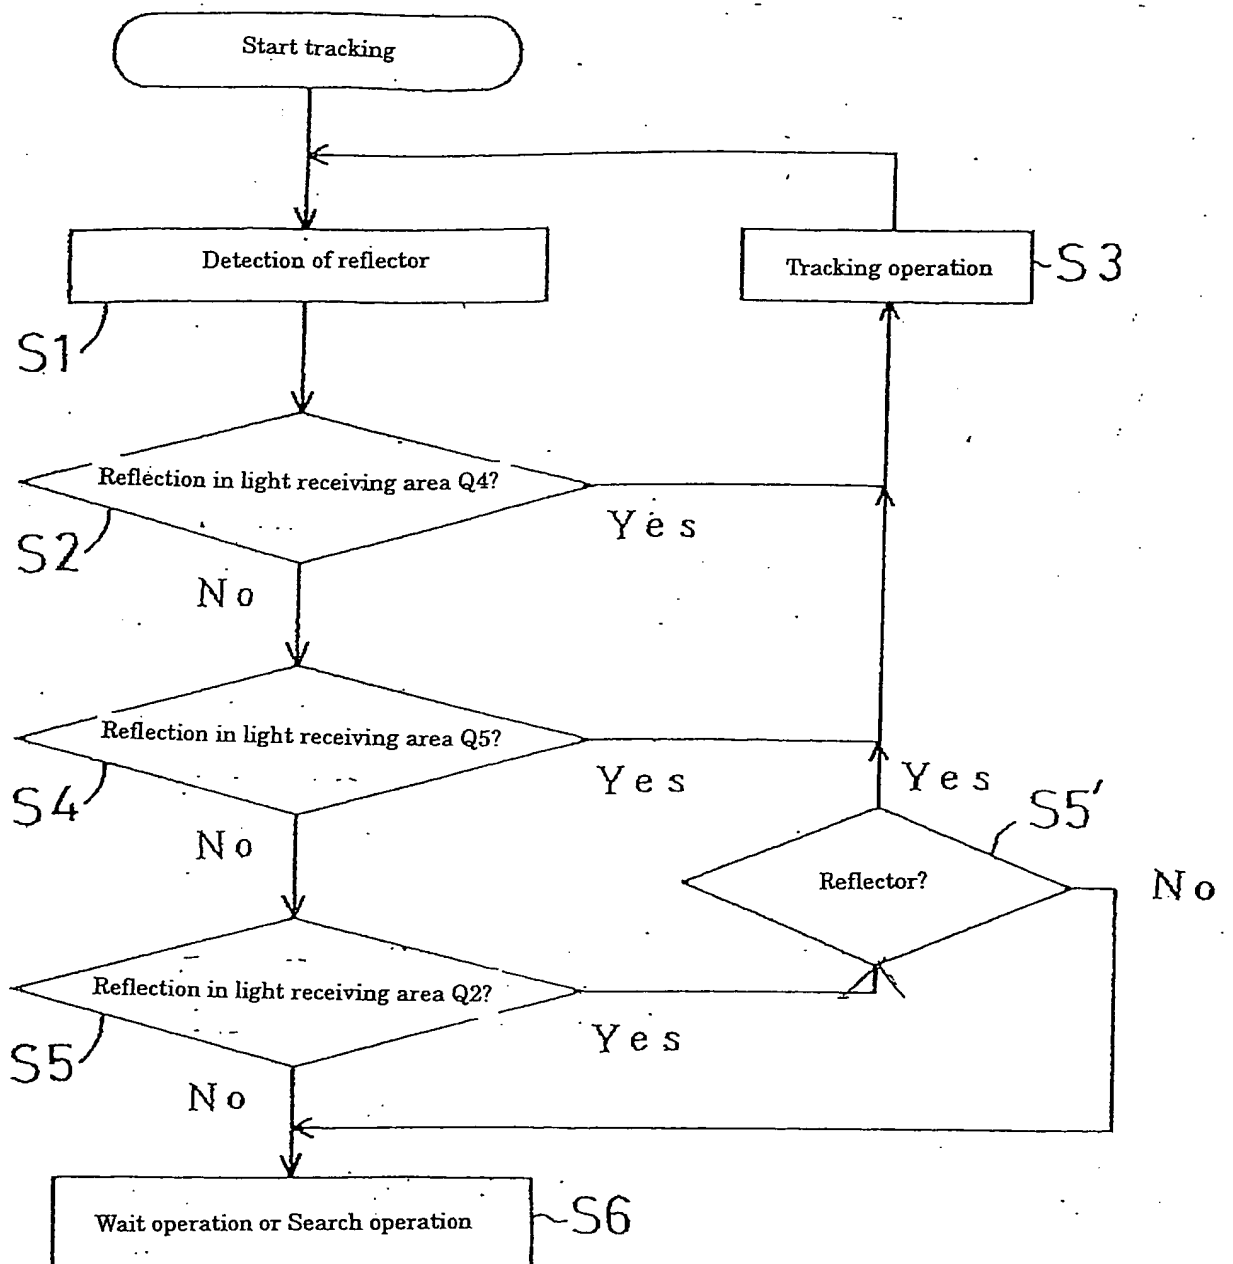 Start tracking
Detection of reflector
S1
Tracking operation
S3
Reflection in light receiving area Q4?
S2
Yes
No
Reflection in light receiving area Q5?
S4
Yes
No
Yes
S5'
Reflector?
No
Reflection in light receiving area Q2?
S5
Yes
No
Wait operation or Search operation
S6